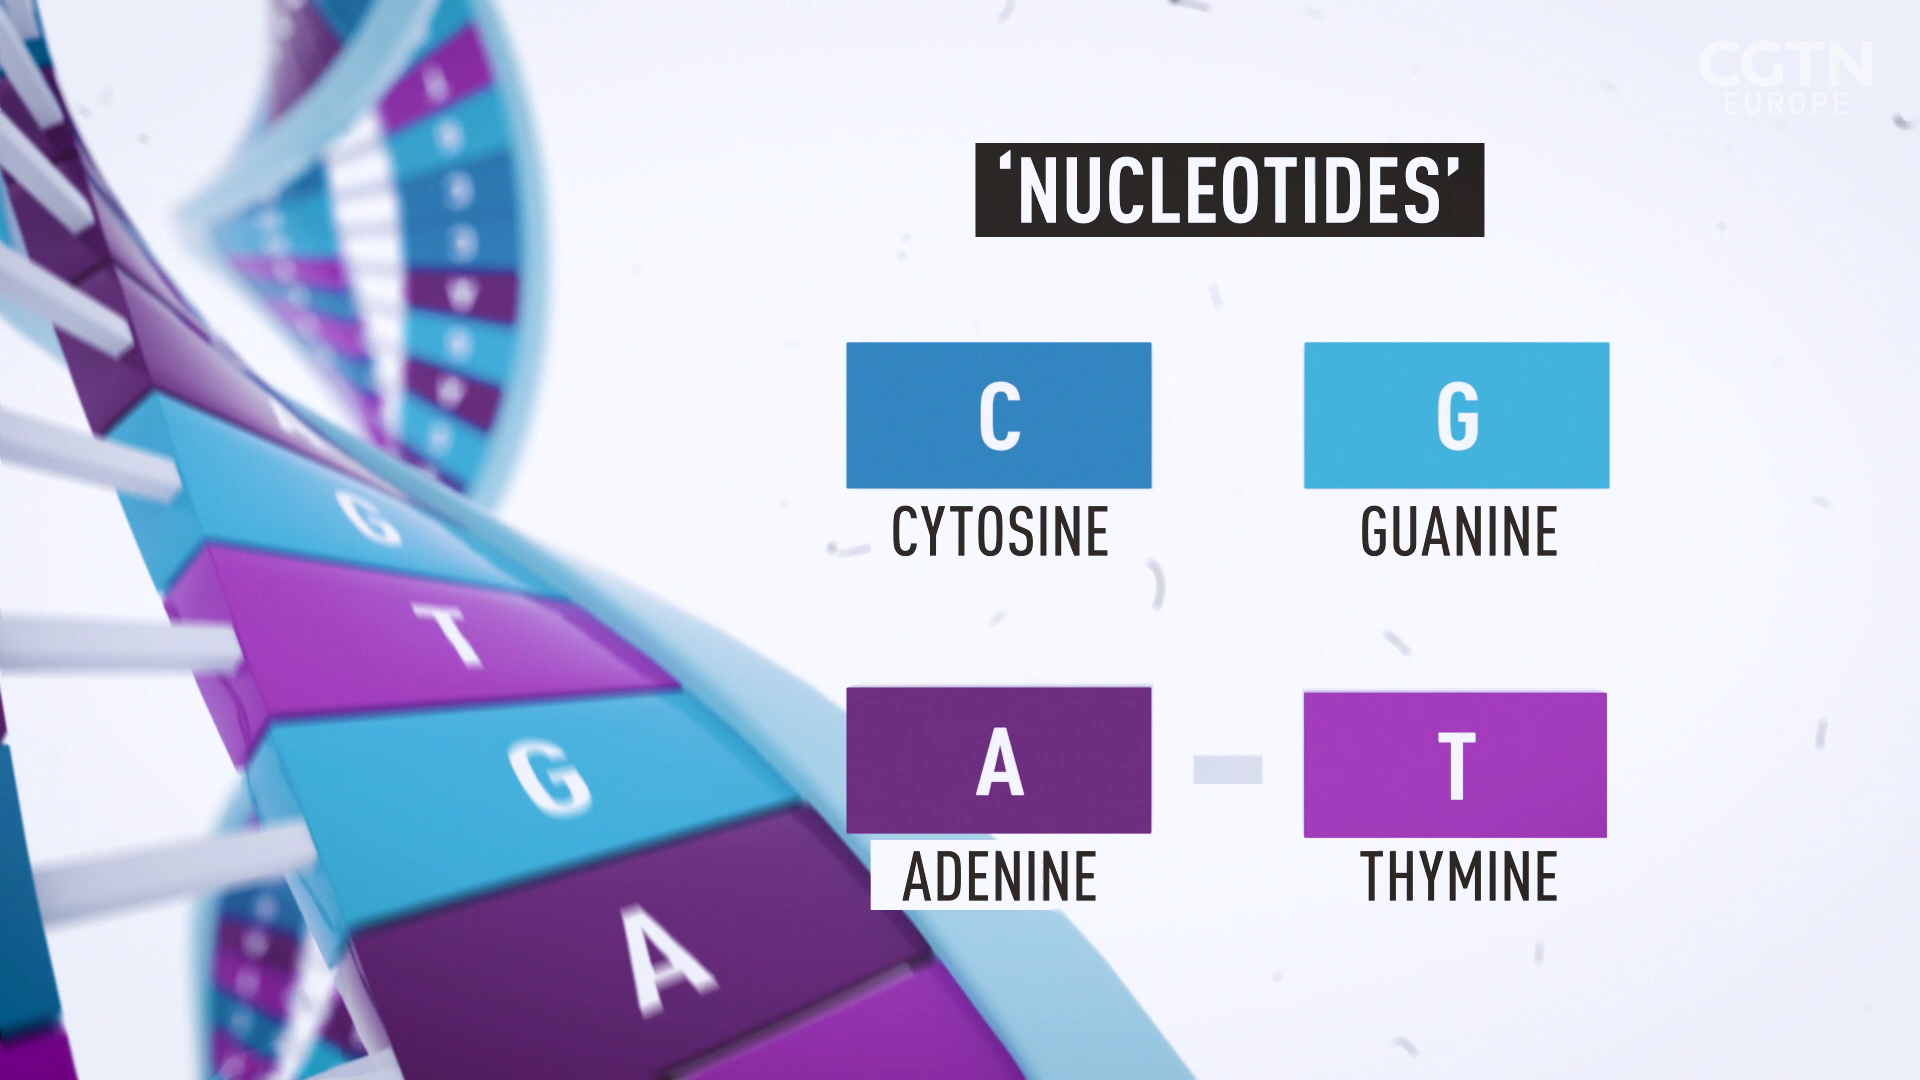 CGTN
EUROPE
‘NUCLEOTIDES’
C
G
CYTOSINE
GUANINE
A
T
ADENINE
THYMINE
G
T
G
A